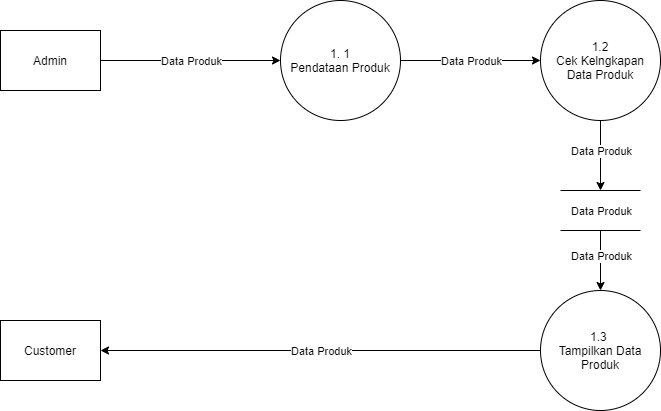 Admin
Data Produk
1. 1
Pendataan Produk
Data Produk
1.2
Cek Kelngkapan
Data Produk
Data Produk
Data Produk
Data Produk
1.3
Tampilkan Data
Produk
Data Produk
Customer